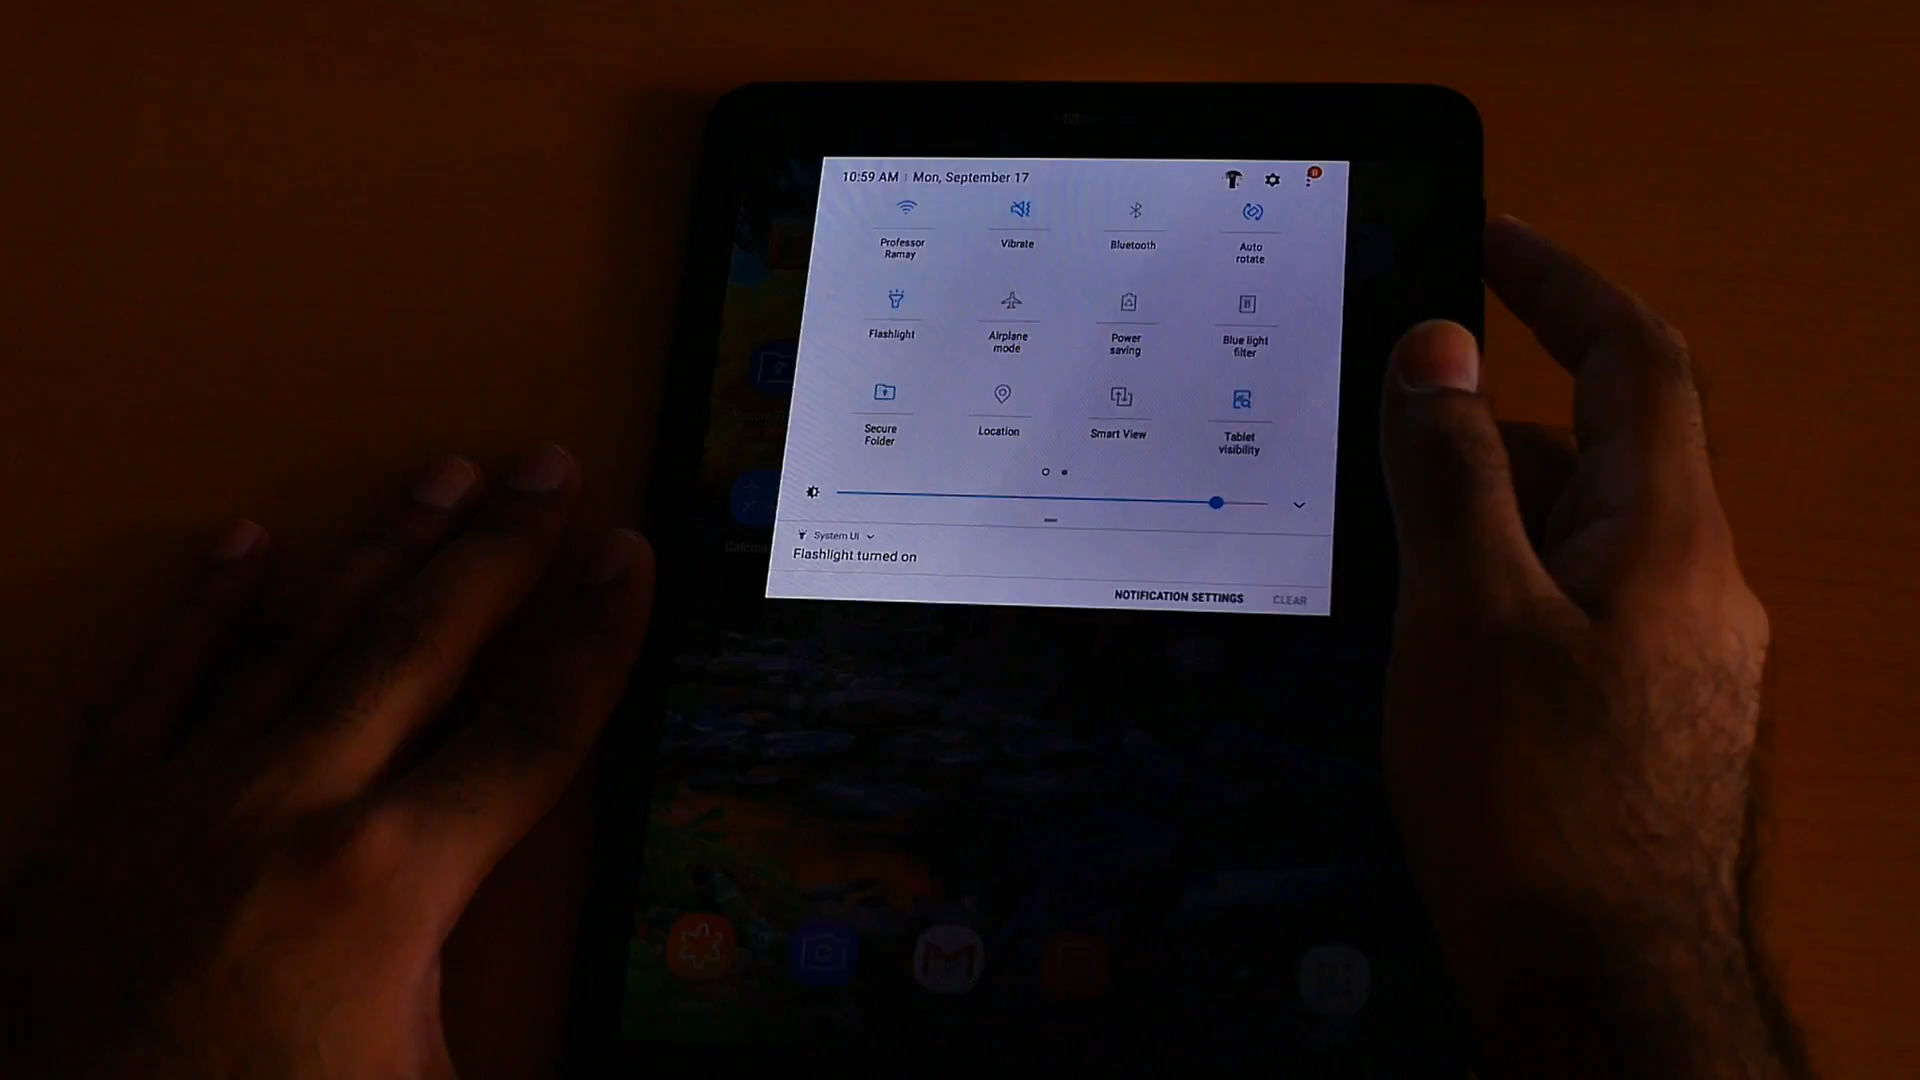 10:59 AM | Mon, September 17
Professor
Ramay
Vibrate
Bluetooth
Auto
rotate
Flashlight
Airplane
mode
Power
saving
Blue light
filter
Secure
Folder
Location
Smart View
Tablet
visibility
System UI
Flashlight turned on
NOTIFICATION SETTINGS
CLEAR